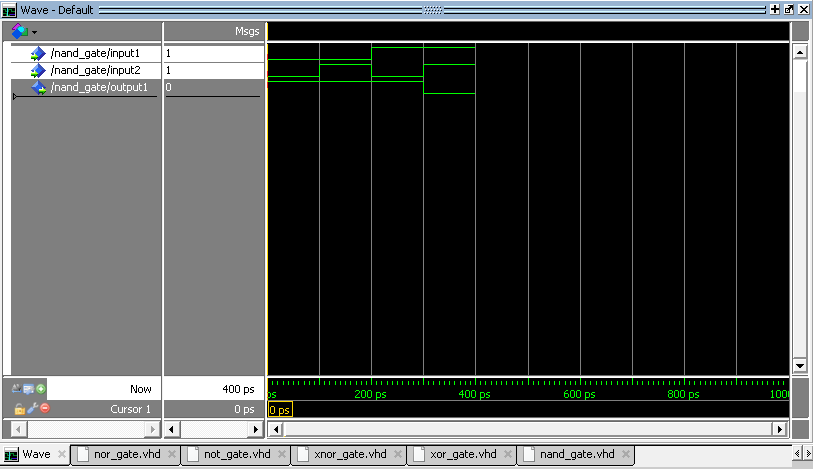 Wave - Default
Msgs
/nand_gate/input1 1
/nand_gate/input2 1
/nand_gate/output1 0
Now 400 ps
ps 200 ps 400 ps 600 ps 800 ps 1000
Cursor 1 0 ps 0 ps
Wave nor_gate.vhd not_gate.vhd xnor_gate.vhd xor_gate.vhd nand_gate.vhd